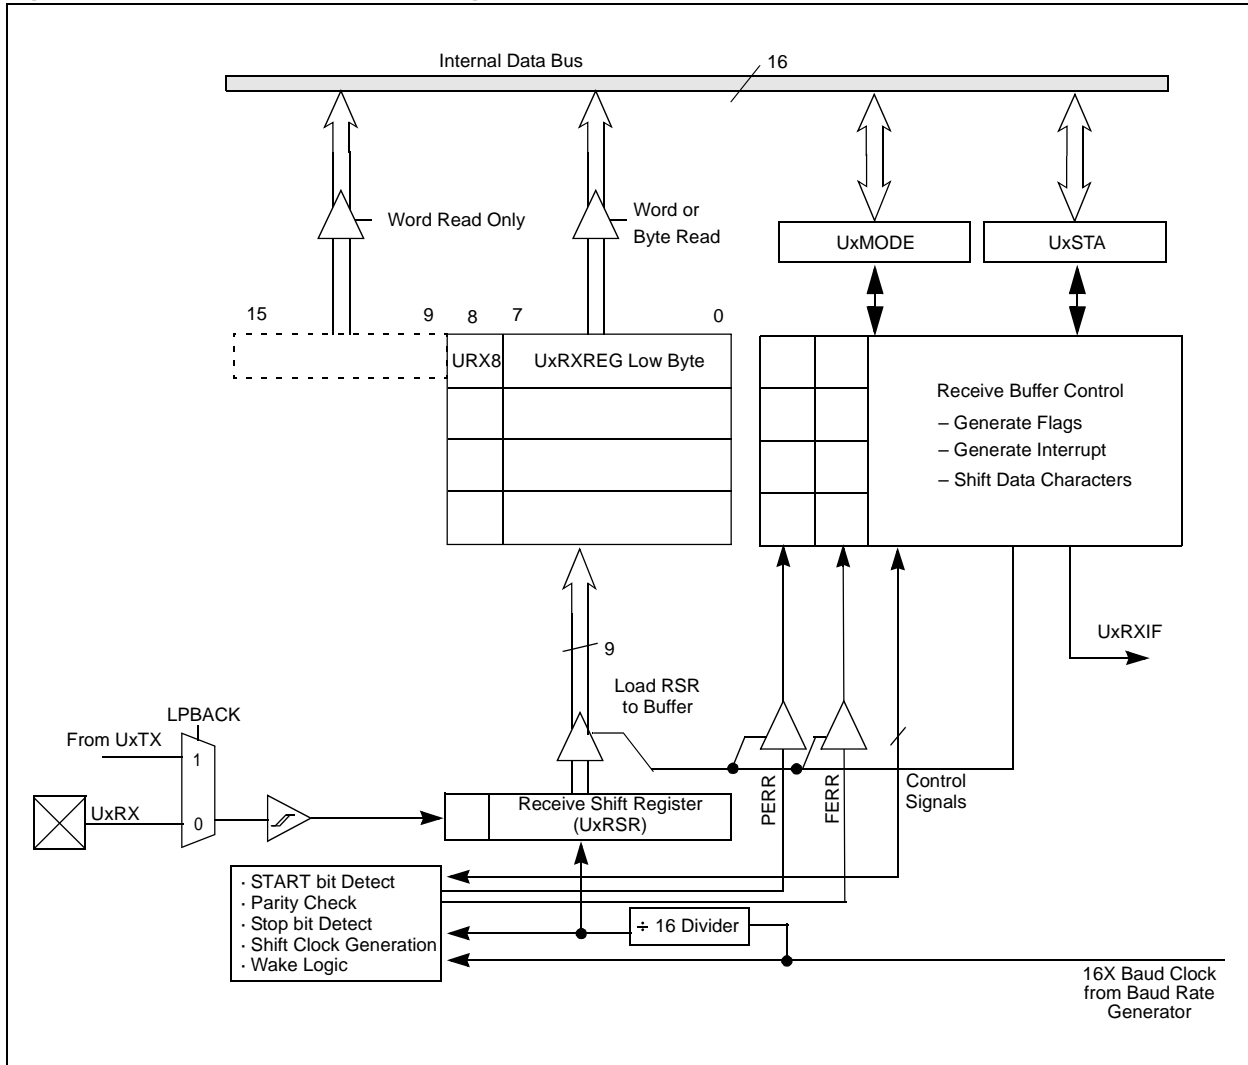 Internal Data Bus
16
Word Read Only
Word or
Byte Read
UxMODE
UxSTA
15
9
8
7
0
URX8
UxRXREG Low Byte
Receive Buffer Control
– Generate Flags
– Generate Interrupt
– Shift Data Characters
9
UxRXIF
Load RSR
to Buffer
LPBACK
From UxTX
1
UxRX
0
Receive Shift Register
(UxRSR)
PERR
FERR
Control
Signals
· START bit Detect
· Parity Check
· Stop bit Detect
· Shift Clock Generation
· Wake Logic
÷ 16 Divider
16X Baud Clock
from Baud Rate
Generator